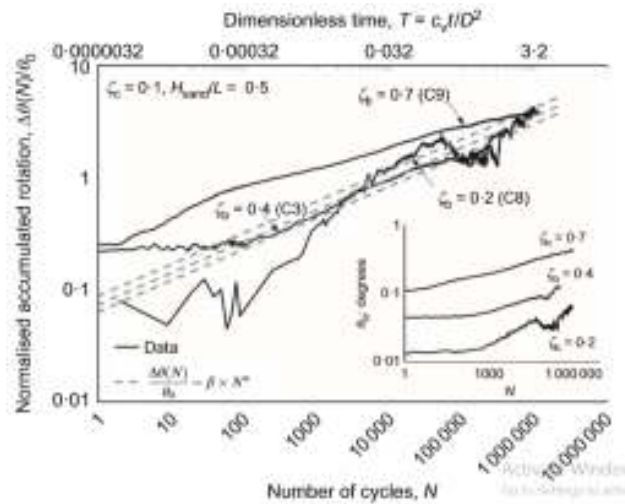 Dimensionless time, T = cᵥt/D²
0·0000032 0·00032 0·032 3·2
Normalised accumulated rotation, Δθ(N)/θ₀
10
1
0·1
0·01
ζc = 0·1, Hsand/L = 0·5
ζb = 0·7 (C9)
ζb = 0·4 (C3)
ζb = 0·2 (C8)
Data
Δθ(N)/θ₀ = β × Nᵅ
degrees
1
0·1
0·01
ζb = 0·7
ζb = 0·4
ζb = 0·2
1 1000 1 000 000
N
1 10 100 1000 10 000 100 000 1 000 000 10 000 000
Number of cycles, N